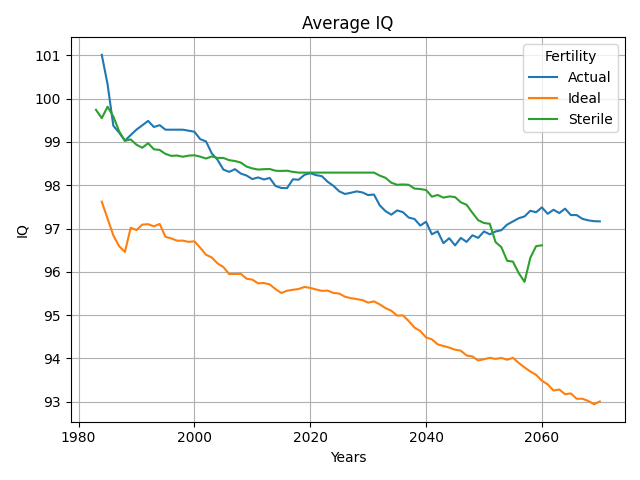 Average IQ
IQ
101
100
99
98
97
96
95
94
93
Fertility
Actual
Ideal
Sterile
1980
2000
2020
2040
2060
Years